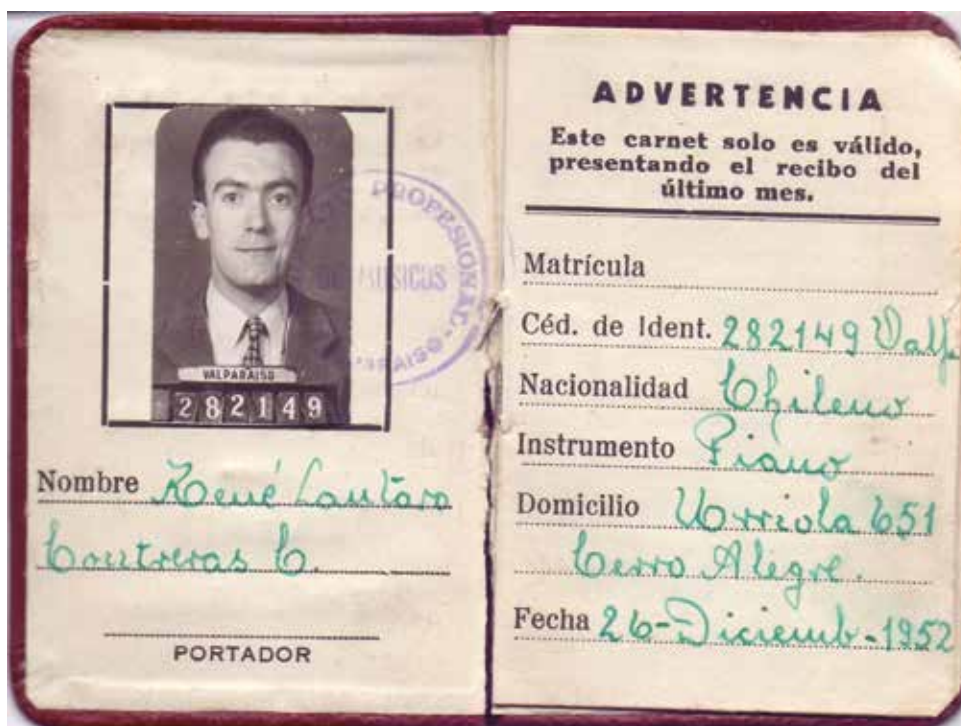 VALPARAISO
282149
PROFESIONAL
DE MUSICOS
Nombre René Lautaro
Contreras C.
PORTADOR
ADVERTENCIA
Este carnet solo es válido,
presentando el recibo del
último mes.
Matrícula
Céd. de Ident. 282149 Valp.
Nacionalidad Chileno
Instrumento Piano
Domicilio Urriola 651
Cerro Alegre.
Fecha 26-Diciemb-1952